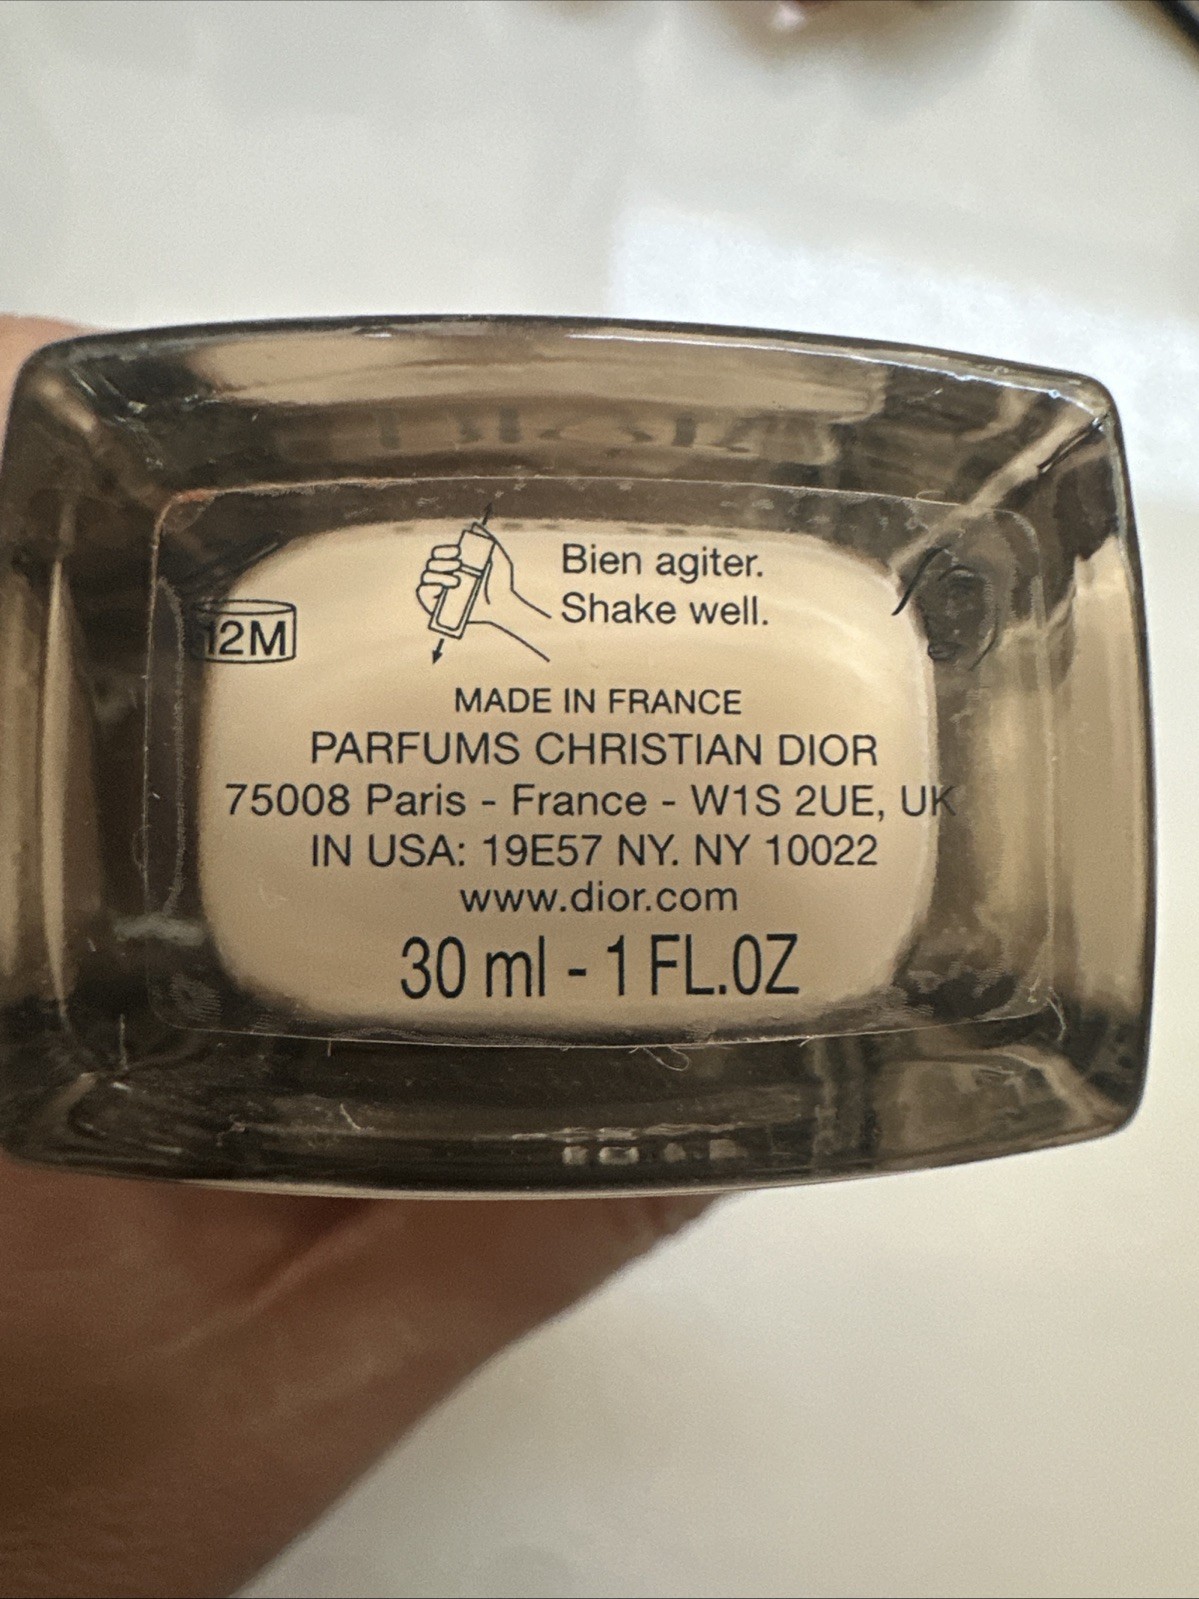 Bien agiter.
Shake well.
12M
MADE IN FRANCE
PARFUMS CHRISTIAN DIOR
75008 Paris - France - W1S 2UE, UK
IN USA: 19E57 NY. NY 10022
www.dior.com
30 ml - 1 FL.OZ